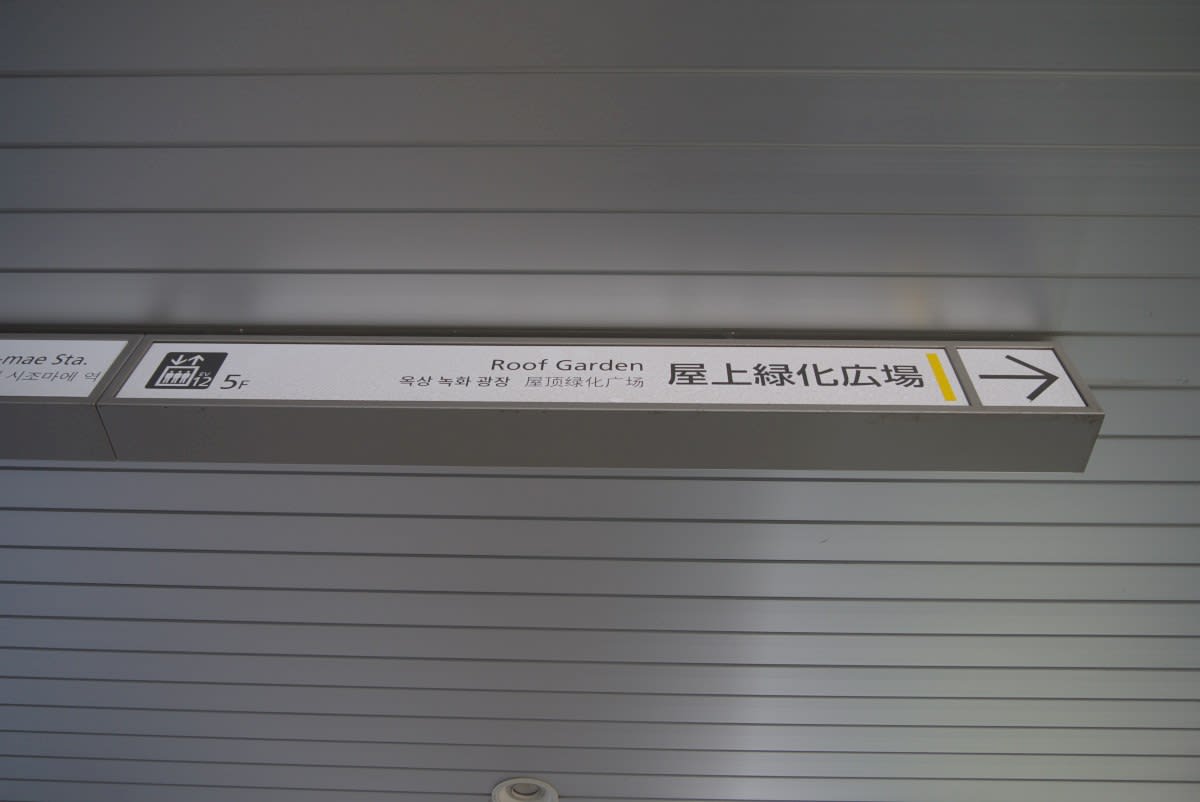 -mae Sta.
시조마에 역
EV
12
5F
Roof Garden
옥상 녹화 광장 屋顶绿化广场
屋上緑化広場